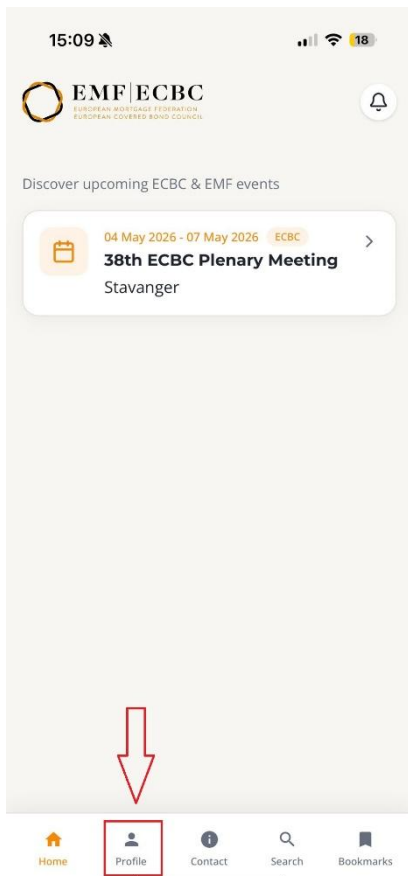 15:09
18
EMF|ECBC
EUROPEAN MORTGAGE FEDERATION
EUROPEAN COVERED BOND COUNCIL
Discover upcoming ECBC & EMF events
04 May 2026 - 07 May 2026 ECBC
38th ECBC Plenary Meeting
Stavanger
Home Profile Contact Search Bookmarks